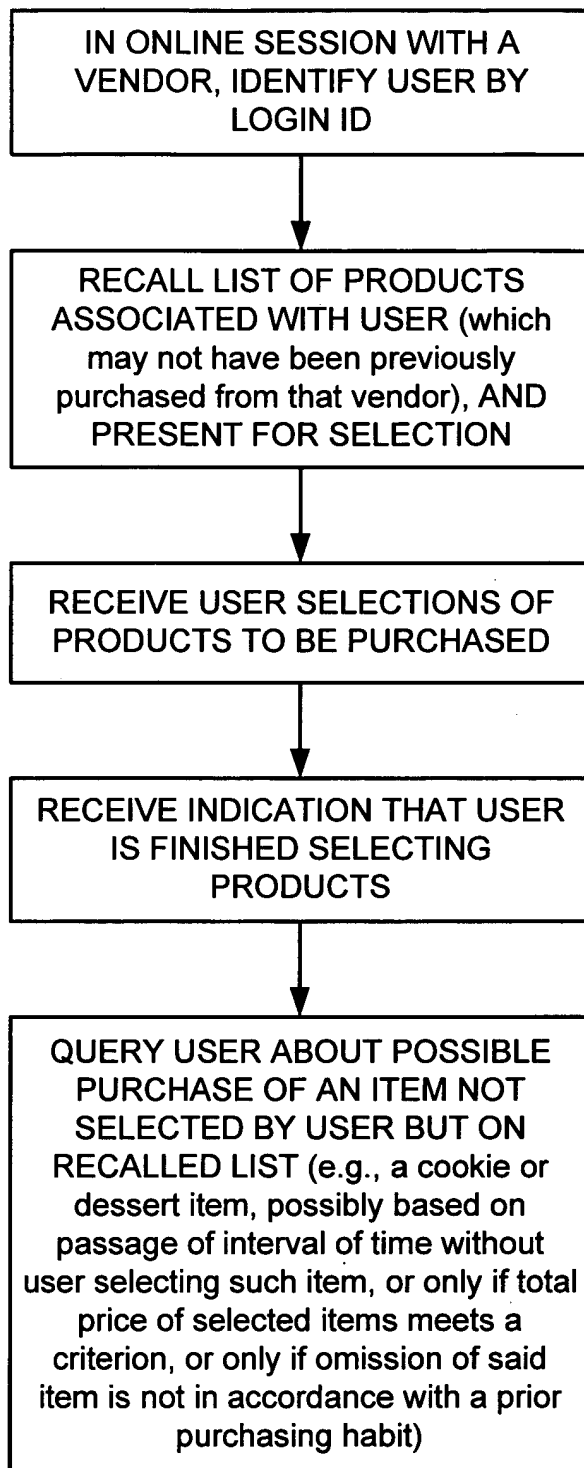 IN ONLINE SESSION WITH A
VENDOR, IDENTIFY USER BY
LOGIN ID
RECALL LIST OF PRODUCTS
ASSOCIATED WITH USER (which
may not have been previously
purchased from that vendor), AND
PRESENT FOR SELECTION
RECEIVE USER SELECTIONS OF
PRODUCTS TO BE PURCHASED
RECEIVE INDICATION THAT USER
IS FINISHED SELECTING
PRODUCTS
QUERY USER ABOUT POSSIBLE
PURCHASE OF AN ITEM NOT
SELECTED BY USER BUT ON
RECALLED LIST (e.g., a cookie or
dessert item, possibly based on
passage of interval of time without
user selecting such item, or only if total
price of selected items meets a
criterion, or only if omission of said
item is not in accordance with a prior
purchasing habit)